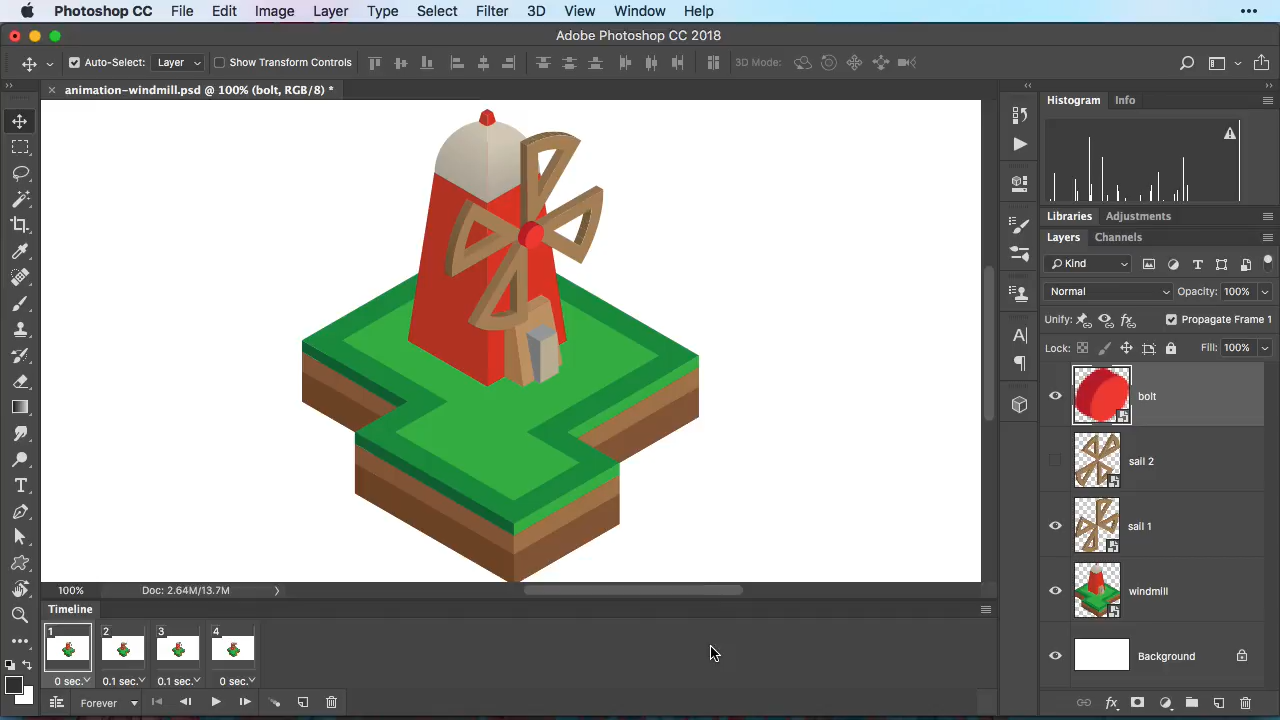 Photoshop CC File Edit Image Layer Type Select Filter 3D View Window Help
Adobe Photoshop CC 2018
Auto-Select: Layer Show Transform Controls 3D Mode:
animation-windmill.psd @ 100% (bolt, RGB/8) *
Histogram Info
Libraries Adjustments
Layers Channels
Kind
Normal Opacity: 100%
Unify: Propagate Frame 1
Lock: Fill: 100%
bolt
sail 2
sail 1
windmill
Background
100% Doc: 2.64M/13.7M
Timeline
1 2 3 4
0 sec. 0.1 sec. 0.1 sec. 0 sec.
Forever